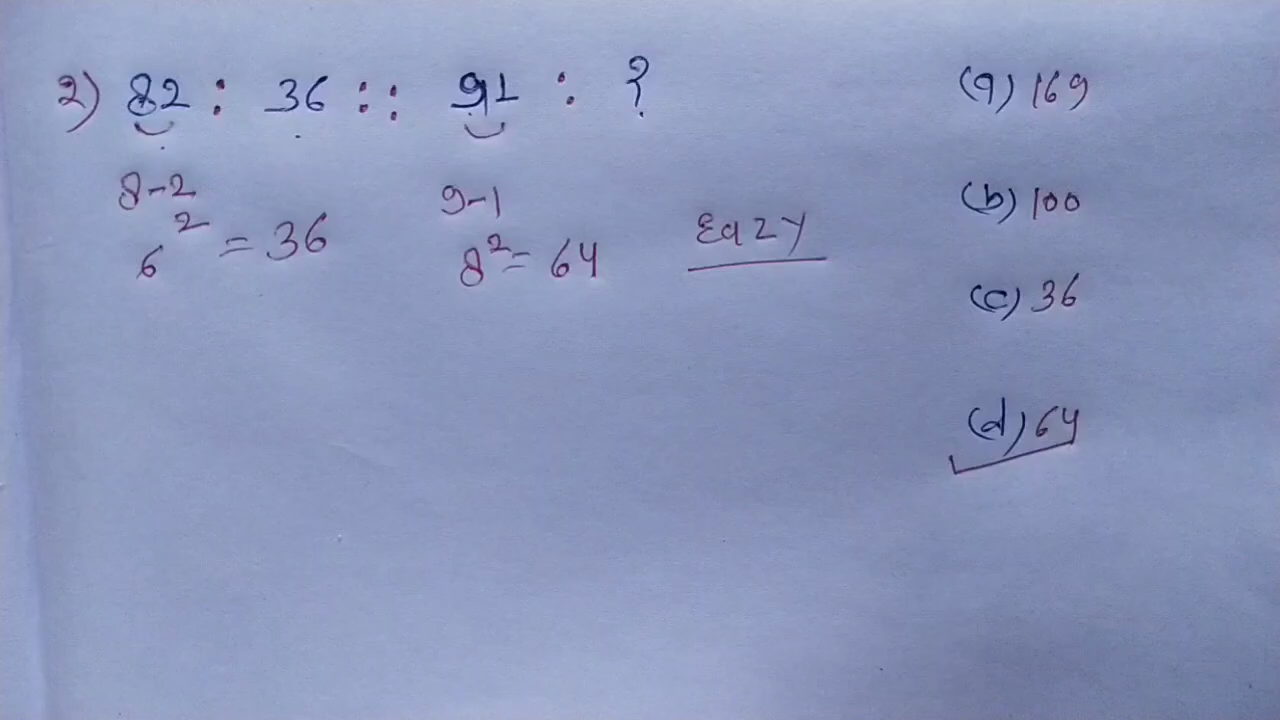 2) 82 : 36 :: 91 : ?
8-2
6² = 36
9-1
8² = 64
Eazy
(a) 169
(b) 100
(c) 36
(d) 64